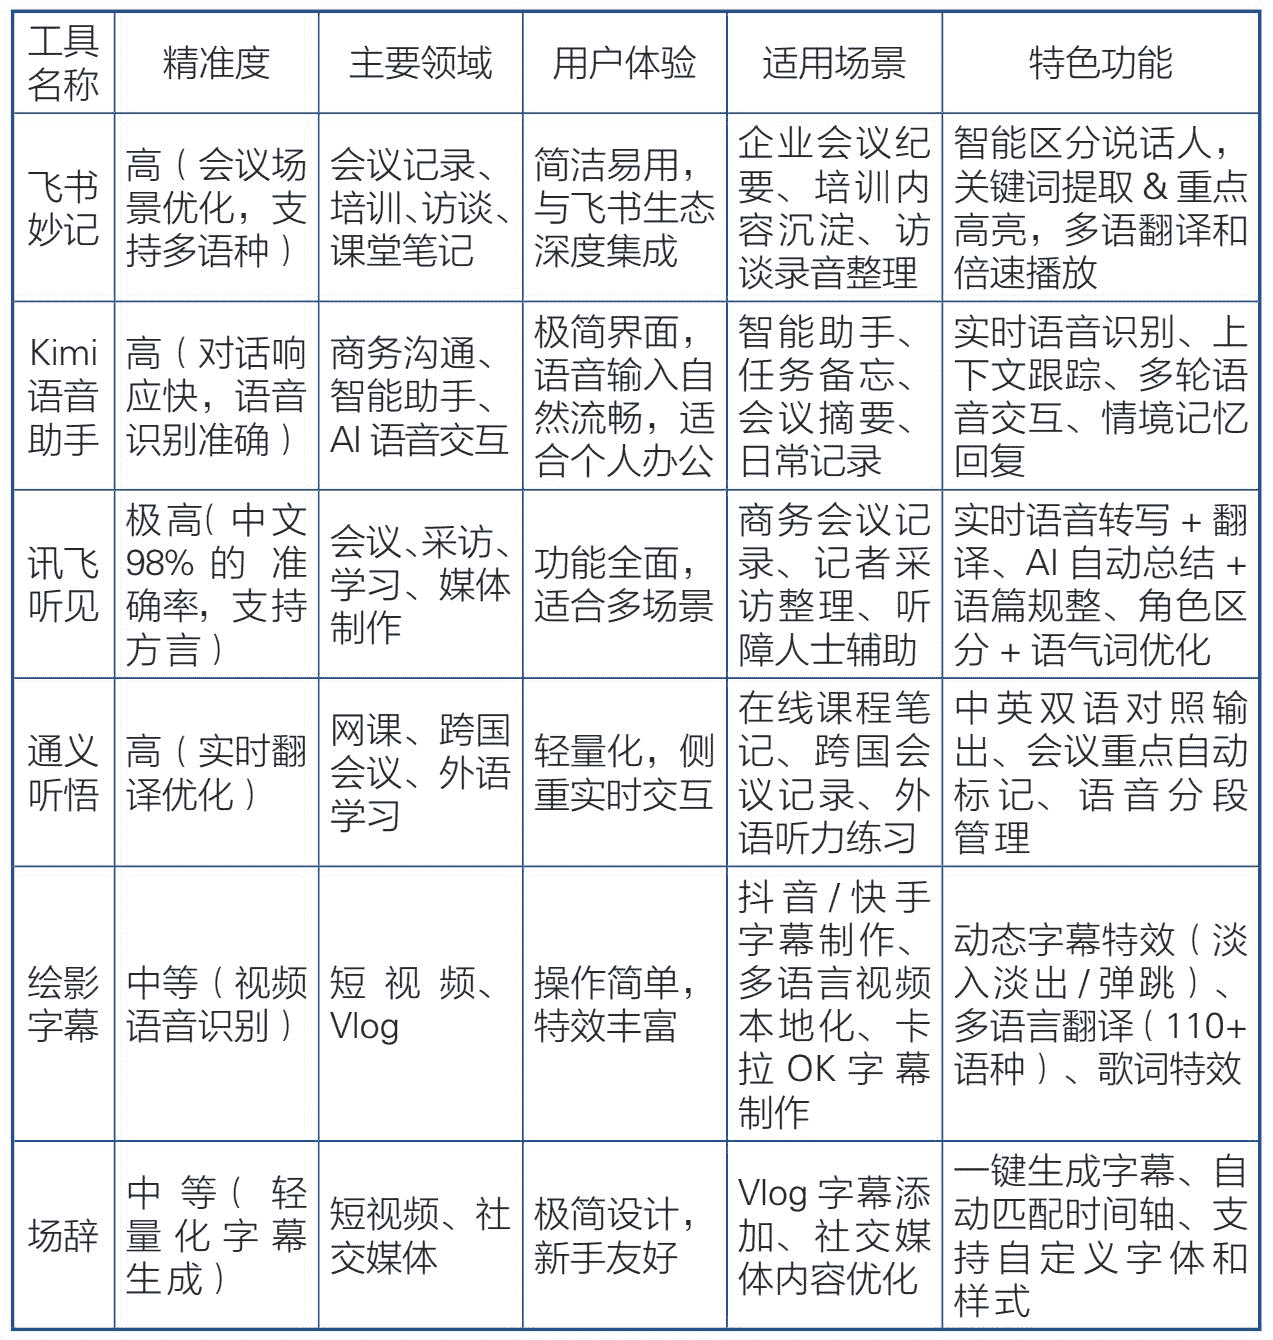 工具
名称
精准度
主要领域
用户体验
适用场景
特色功能
飞书
妙记
高（会议场
景优化，支
持多语种）
会议记录、
培训、访谈、
课堂笔记
简洁易用，
与飞书生态
深度集成
企业会议纪
要、培训内
容沉淀、访
谈录音整理
智能区分说话人，
关键词提取 & 重点
高亮，多语翻译和
倍速播放
Kimi
语音
助手
高（对话响
应快，语音
识别准确）
商务沟通、
智能助手、
AI 语音交互
极简界面，
语音输入自
然流畅，适
合个人办公
智能助手、
任务备忘、
会议摘要、
日常记录
实时语音识别、上
下文跟踪、多轮语
音交互、情境记忆
回复
讯飞
听见
极高（中文
98% 的准
确率，支持
方言）
会议、采访、
学习、媒体
制作
功能全面，
适合多场景
商务会议记
录、记者采
访整理、听
障人士辅助
实时语音转写 + 翻
译、AI 自动总结 +
语篇规整、角色区
分 + 语气词优化
通义
听悟
高（实时翻
译优化）
网课、跨国
会议、外语
学习
轻量化，侧
重实时交互
在线课程笔
记、跨国会
议记录、外
语听力练习
中英双语对照输
出、会议重点自动
标记、语音分段
管理
绘影
字幕
中等（视频
语音识别）
短视频、
Vlog
操作简单，
特效丰富
抖音 / 快手
字幕制作、
多语言视频
本地化、卡
拉 OK 字幕
制作
动态字幕特效（淡
入淡出 / 弹跳）、
多语言翻译（110+
语种）、歌词特效
场辞
中等（轻
量化字幕
生成）
短视频、社
交媒体
极简设计，
新手友好
Vlog 字幕添
加、社交媒
体内容优化
一键生成字幕、自
动匹配时间轴、支
持自定义字体和
样式